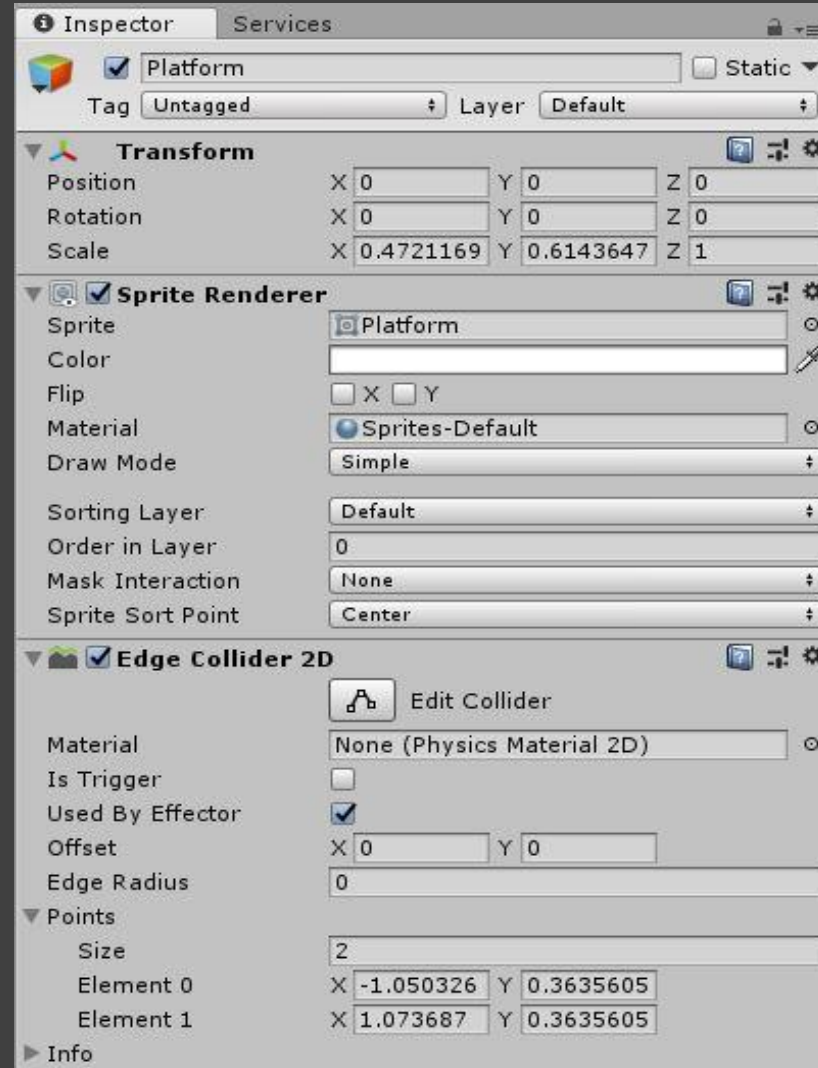 Inspector Services
Platform Static
Tag Untagged Layer Default
Transform
Position X 0 Y 0 Z 0
Rotation X 0 Y 0 Z 0
Scale X 0.4721169 Y 0.6143647 Z 1
Sprite Renderer
Sprite Platform
Color
Flip X Y
Material Sprites-Default
Draw Mode Simple
Sorting Layer Default
Order in Layer 0
Mask Interaction None
Sprite Sort Point Center
Edge Collider 2D
Edit Collider
Material None (Physics Material 2D)
Is Trigger
Used By Effector
Offset X 0 Y 0
Edge Radius 0
Points
Size 2
Element 0 X -1.050326 Y 0.3635605
Element 1 X 1.073687 Y 0.3635605
Info